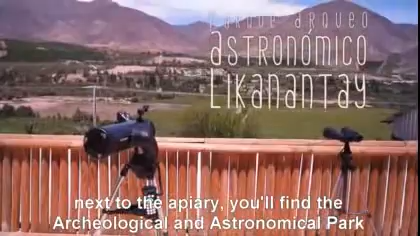 Parque arqueo
Astronómico
Likanantay
next to the apiary, you'll find the
Archeological and Astronomical Park